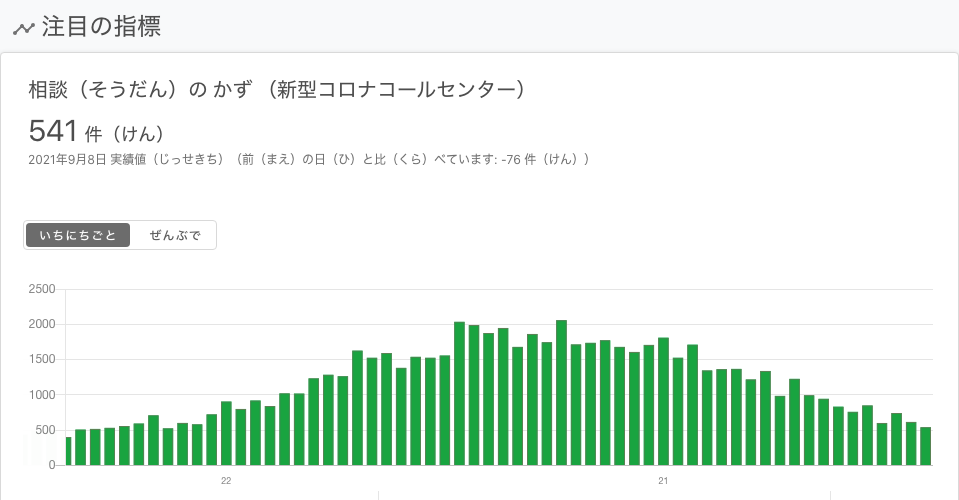 注目の指標
相談（そうだん）の かず （新型コロナコールセンター）
541 件（けん）
2021年9月8日 実績値（じっせきち）（前（まえ）の日（ひ）と比（くら）べています: -76 件（けん））
いちにちごと ぜんぶで
2500
2000
1500
1000
500
0
22 21